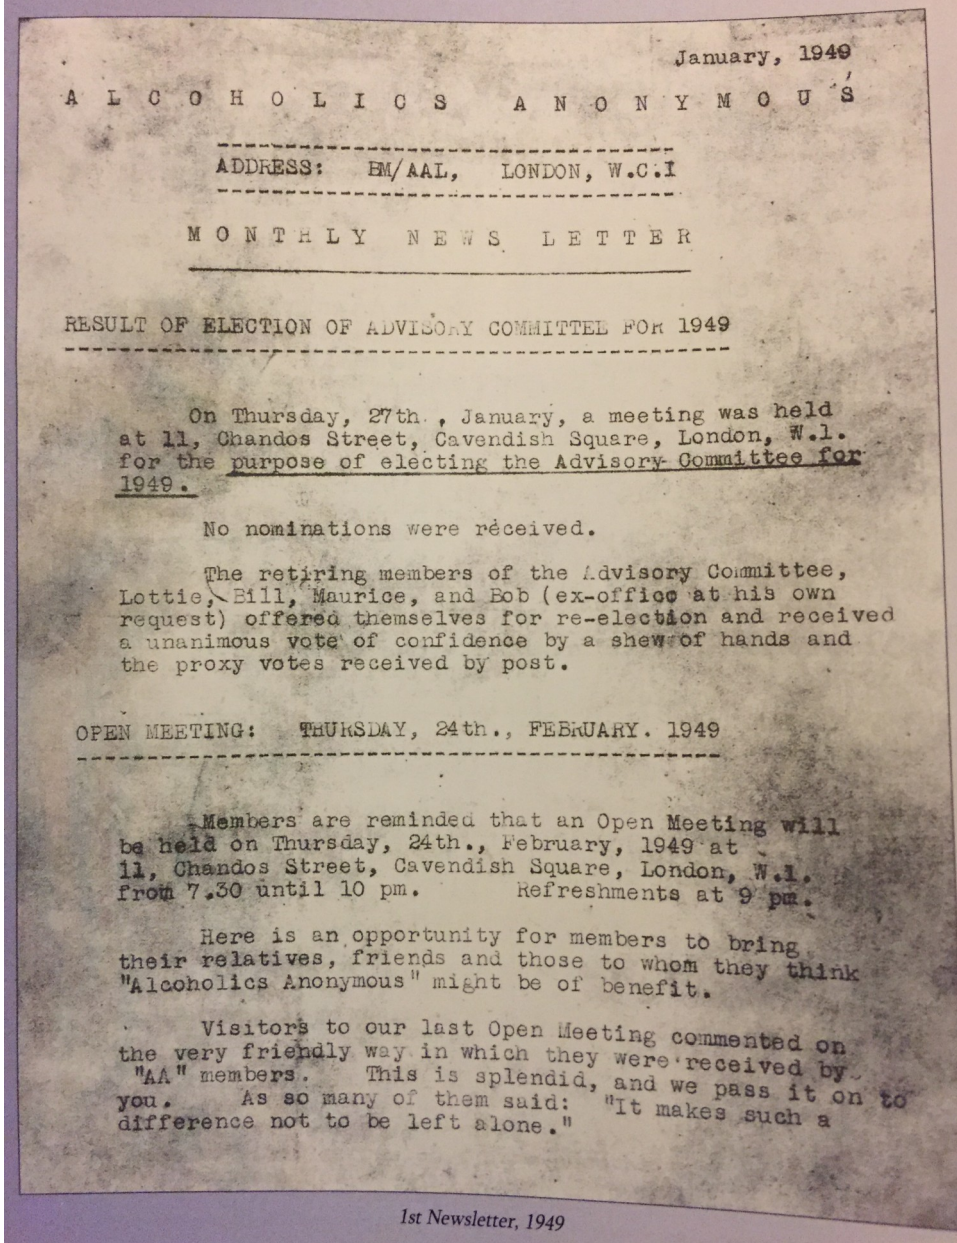 January, 1949
A L C O H O L I C S   A N O N Y M O U S
ADDRESS:   BM/AAL,   LONDON, W.C.1
M O N T H L Y   N E W S   L E T T E R
RESULT OF ELECTION OF ADVISORY COMMITTEE FOR 1949
On Thursday, 27th., January, a meeting was held
at 11, Chandos Street, Cavendish Square, London, W.1.
for the purpose of electing the Advisory Committee for
1949.
No nominations were received.
The retiring members of the Advisory Committee,
Lottie, Bill, Maurice, and Bob (ex-office at his own
request) offered themselves for re-election and received
a unanimous vote of confidence by a shew of hands and
the proxy votes received by post.
OPEN MEETING:   THURSDAY, 24th., FEBRUARY. 1949
Members are reminded that an Open Meeting will
be held on Thursday, 24th., February, 1949 at
11, Chandos Street, Cavendish Square, London, W.1.
from 7.30 until 10 pm.   Refreshments at 9 pm.
Here is an opportunity for members to bring
their relatives, friends and those to whom they think
"Alcoholics Anonymous" might be of benefit.
Visitors to our last Open Meeting commented on
the very friendly way in which they were received by
"AA" members.   This is splendid, and we pass it on to
you.   As so many of them said:   "It makes such a
difference not to be left alone."
1st Newsletter, 1949